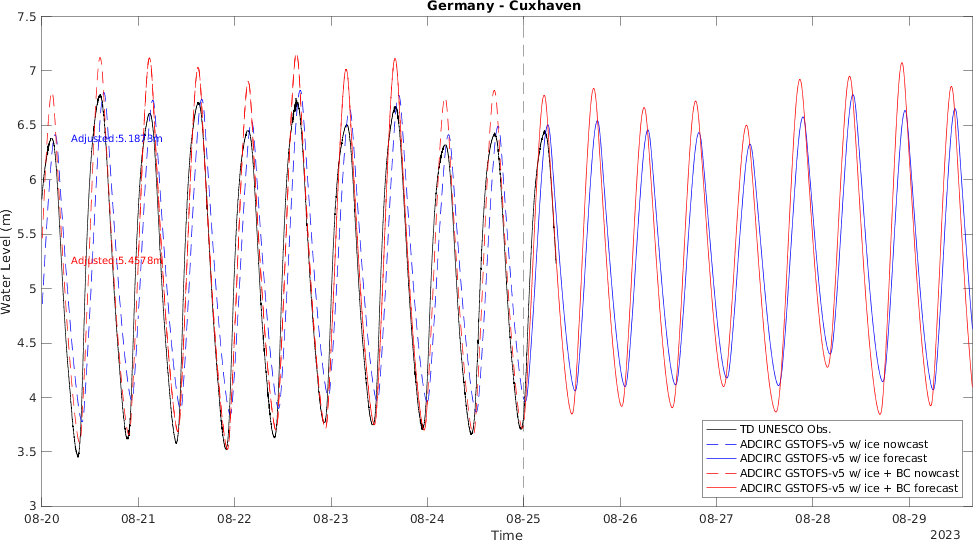 Germany - Cuxhaven
7.5
7
6.5
6
5.5
5
4.5
4
3.5
3
Water Level (m)
Adjusted:5.1873m
Adjusted:5.4578m
TD UNESCO Obs.
ADCIRC GSTOFS-v5 w/ ice nowcast
ADCIRC GSTOFS-v5 w/ ice forecast
ADCIRC GSTOFS-v5 w/ ice + BC nowcast
ADCIRC GSTOFS-v5 w/ ice + BC forecast
08-20 08-21 08-22 08-23 08-24 08-25 08-26 08-27 08-28 08-29
Time
2023